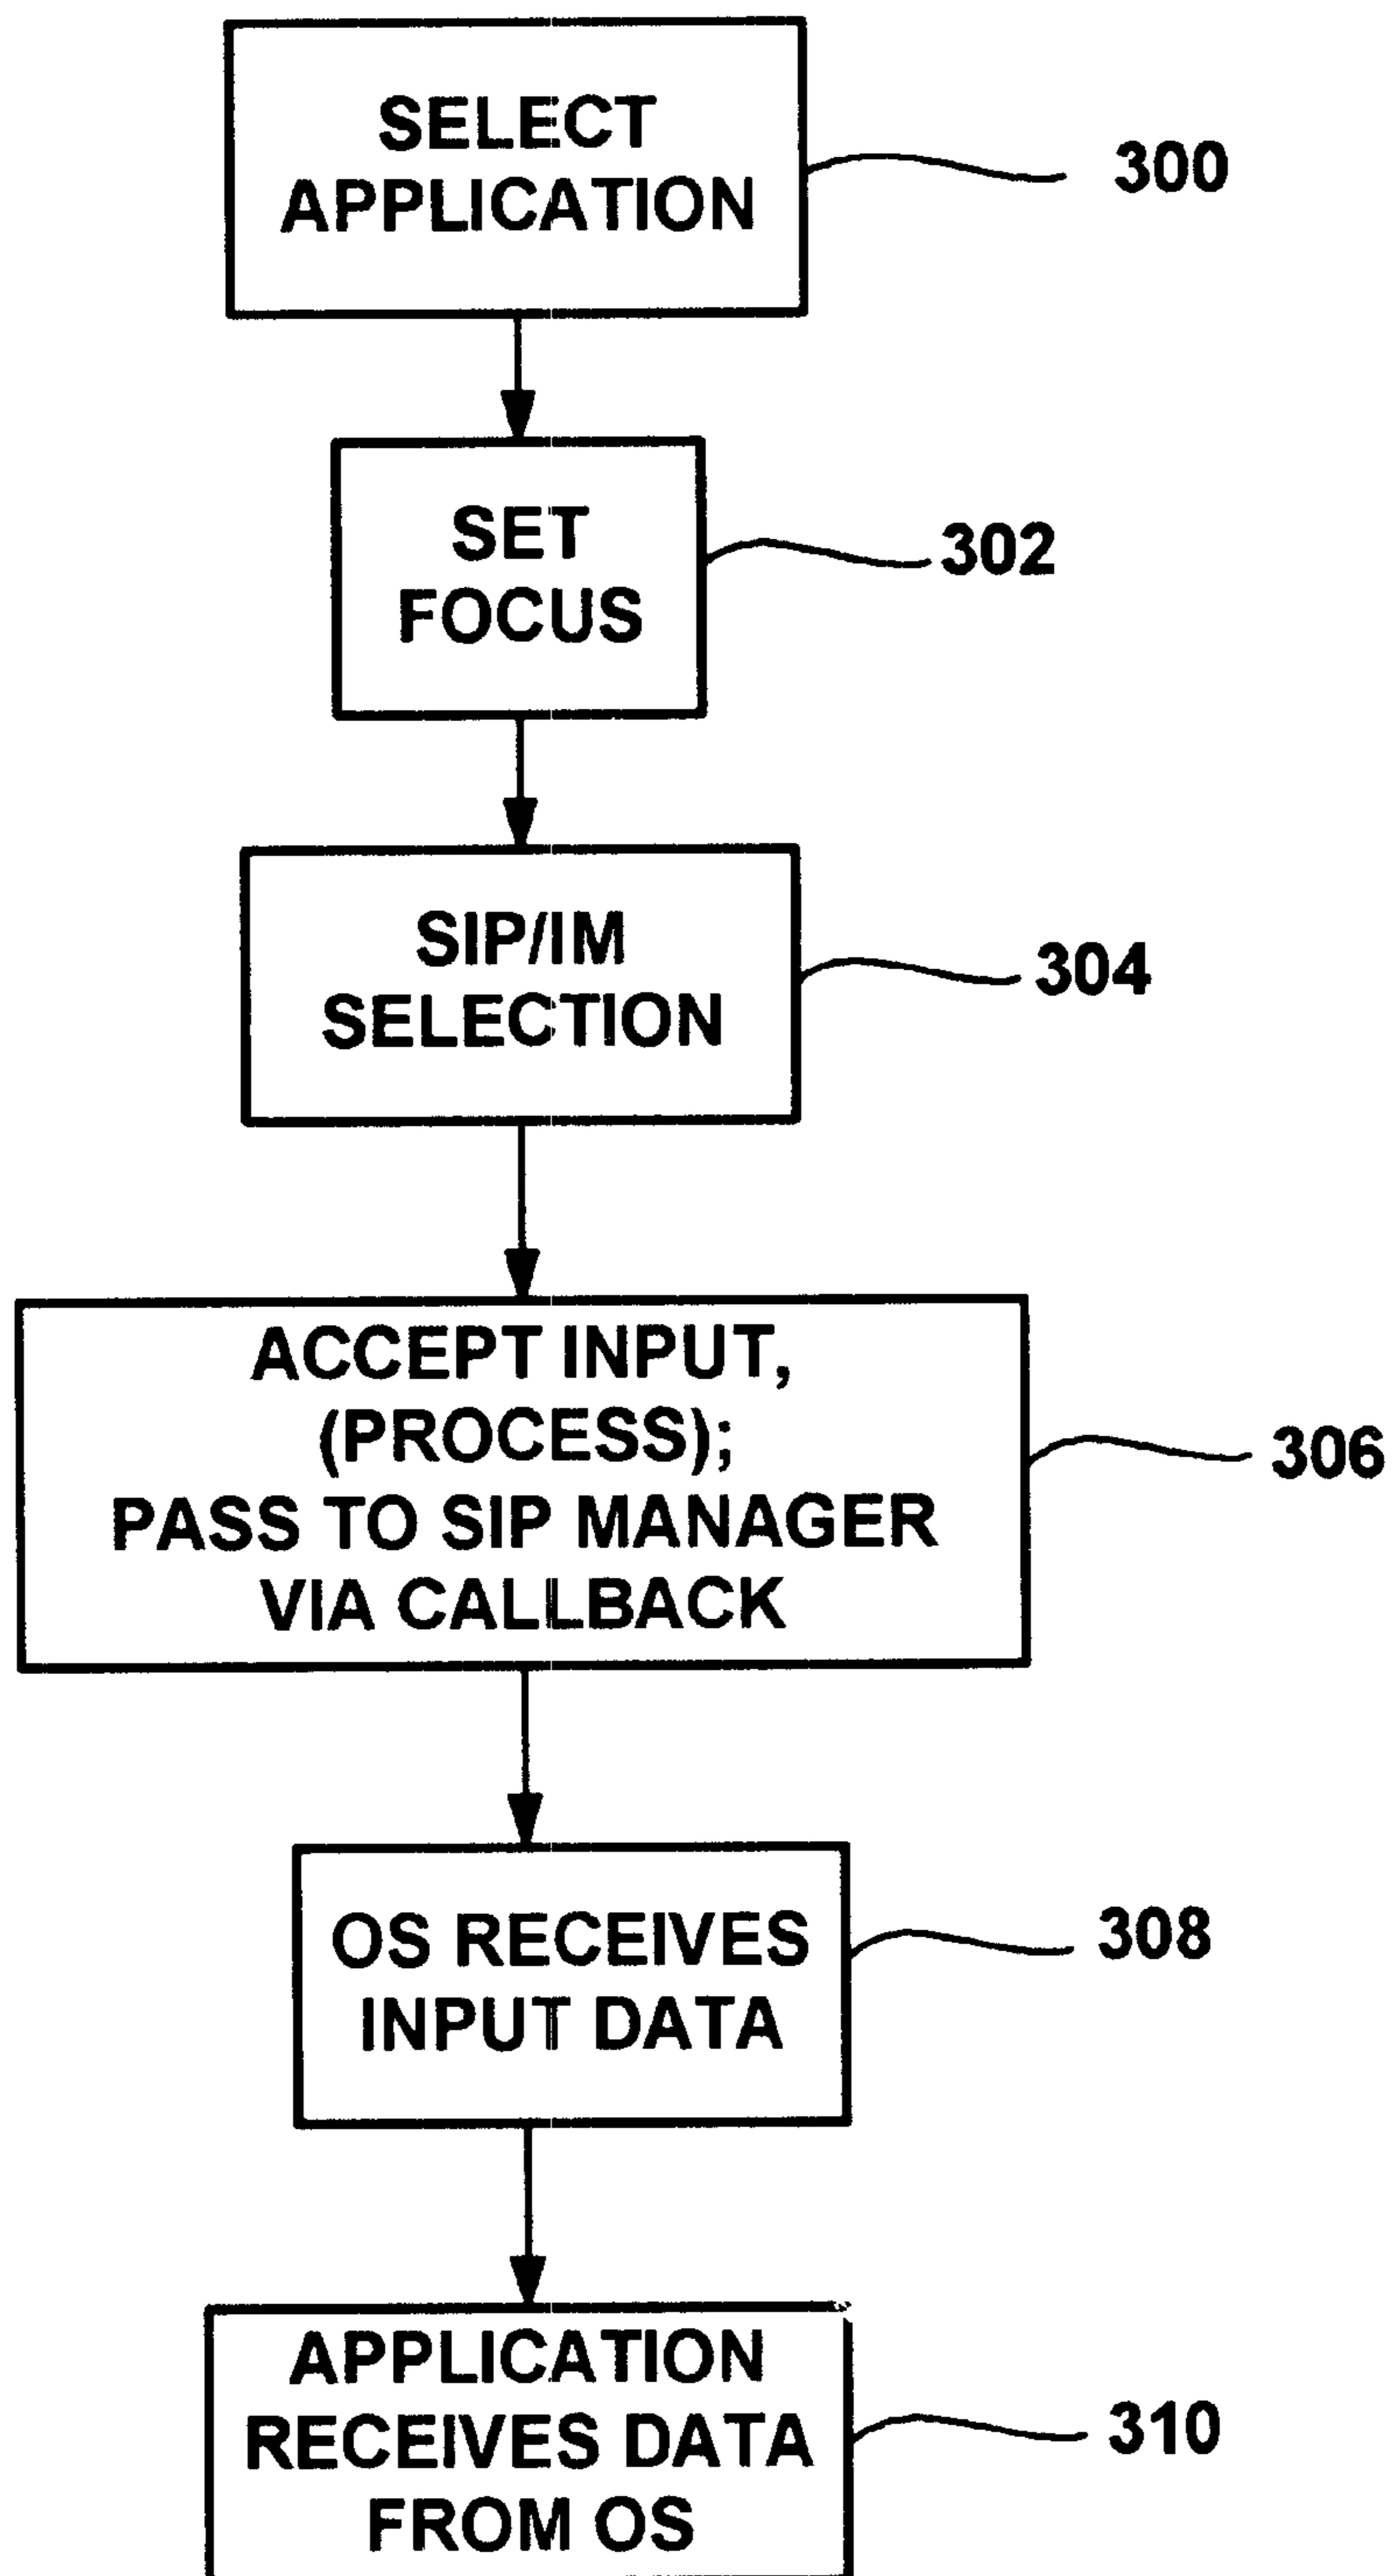 SELECT
APPLICATION
300
SET
FOCUS
302
SIP/IM
SELECTION
304
ACCEPT INPUT,
(PROCESS);
PASS TO SIP MANAGER
VIA CALLBACK
306
OS RECEIVES
INPUT DATA
308
APPLICATION
RECEIVES DATA
FROM OS
310